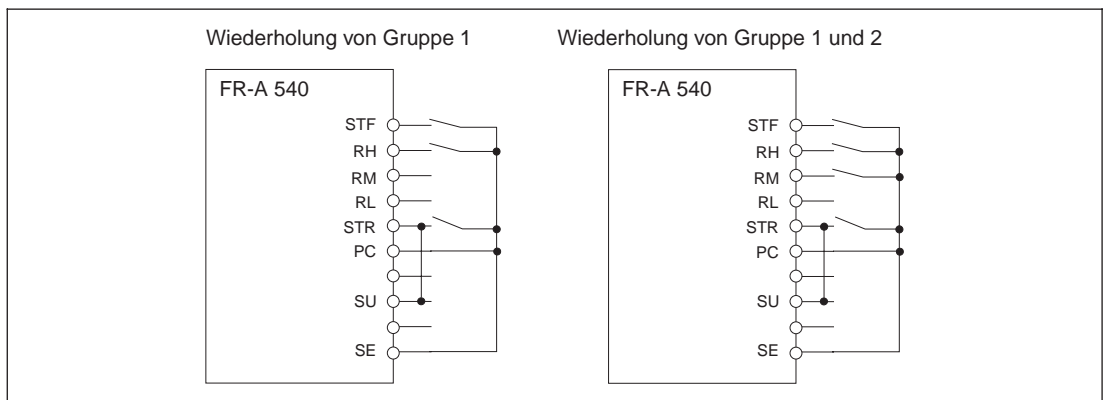 Wiederholung von Gruppe 1
FR-A 540
STF
RH
RM
RL
STR
PC
SU
SE
Wiederholung von Gruppe 1 und 2
FR-A 540
STF
RH
RM
RL
STR
PC
SU
SE